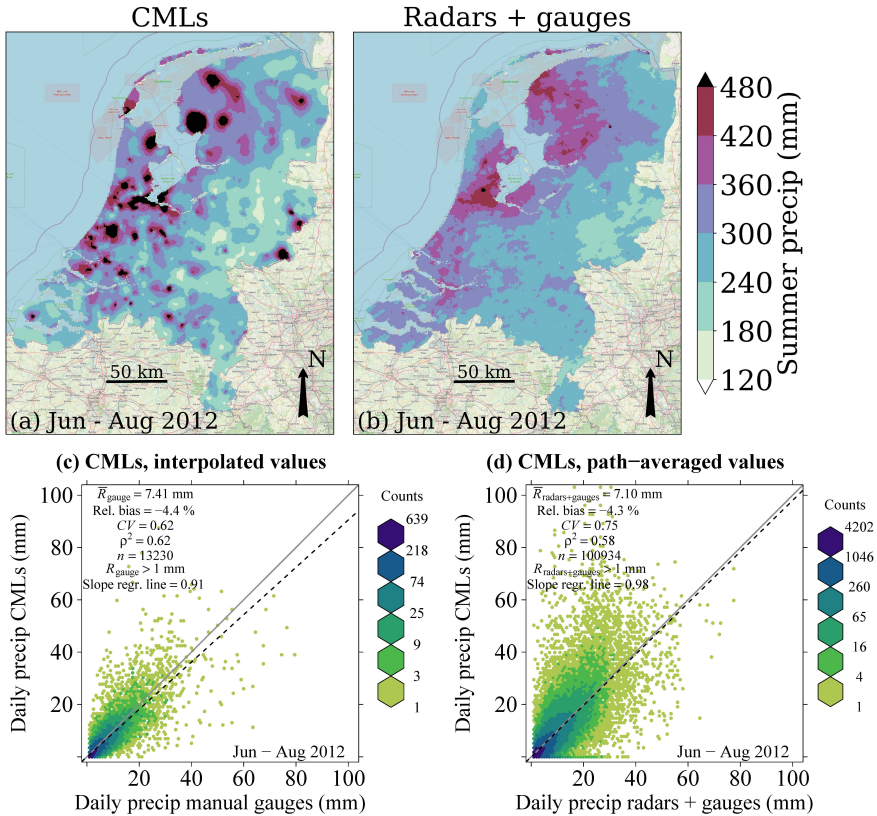 CMLs
Radars + gauges
50 km
N
(a) Jun - Aug 2012
50 km
N
(b) Jun - Aug 2012
480
420
360
300
240
180
120
Summer precip (mm)
(c) CMLs, interpolated values
R̅gauge = 7.41 mm
Rel. bias = −4.4 %
CV = 0.62
ρ² = 0.62
n = 13230
Rgauge > 1 mm
Slope regr. line = 0.91
100
80
60
40
20
Daily precip CMLs (mm)
Jun − Aug 2012
0
20
40
60
80
100
Daily precip manual gauges (mm)
Counts
639
218
74
25
9
3
1
(d) CMLs, path−averaged values
R̅radars+gauges = 7.10 mm
Rel. bias = −4.3 %
CV = 0.75
ρ² = 0.58
n = 100934
Rradars+gauges > 1 mm
Slope regr. line = 0.98
100
80
60
40
20
Daily precip CMLs (mm)
Jun − Aug 2012
0
20
40
60
80
100
Daily precip radars + gauges (mm)
Counts
4202
1046
260
65
16
4
1